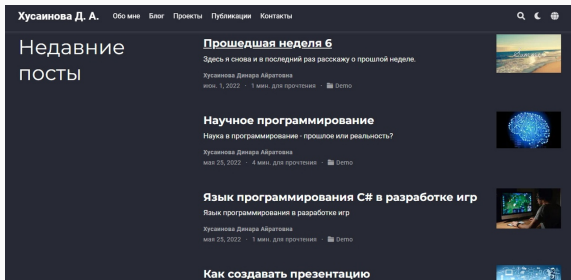 Хусаинова Д. А. Обо мне Блог Проекты Публикации Контакты
Недавние
посты
Прошедшая неделя 6
Здесь я снова и в последний раз расскажу о прошлой неделе.
Хусаинова Динара Айратовна
июн. 1, 2022 · 1 мин. для прочтения · Demo
Научное программирование
Наука в программирование - прошлое или реальность?
Хусаинова Динара Айратовна
мая 25, 2022 · 4 мин. для прочтения · Demo
Язык программирования C# в разработке игр
Язык программирования в разработке игр
Хусаинова Динара Айратовна
мая 25, 2022 · 1 мин. для прочтения · Demo
Как создавать презентацию